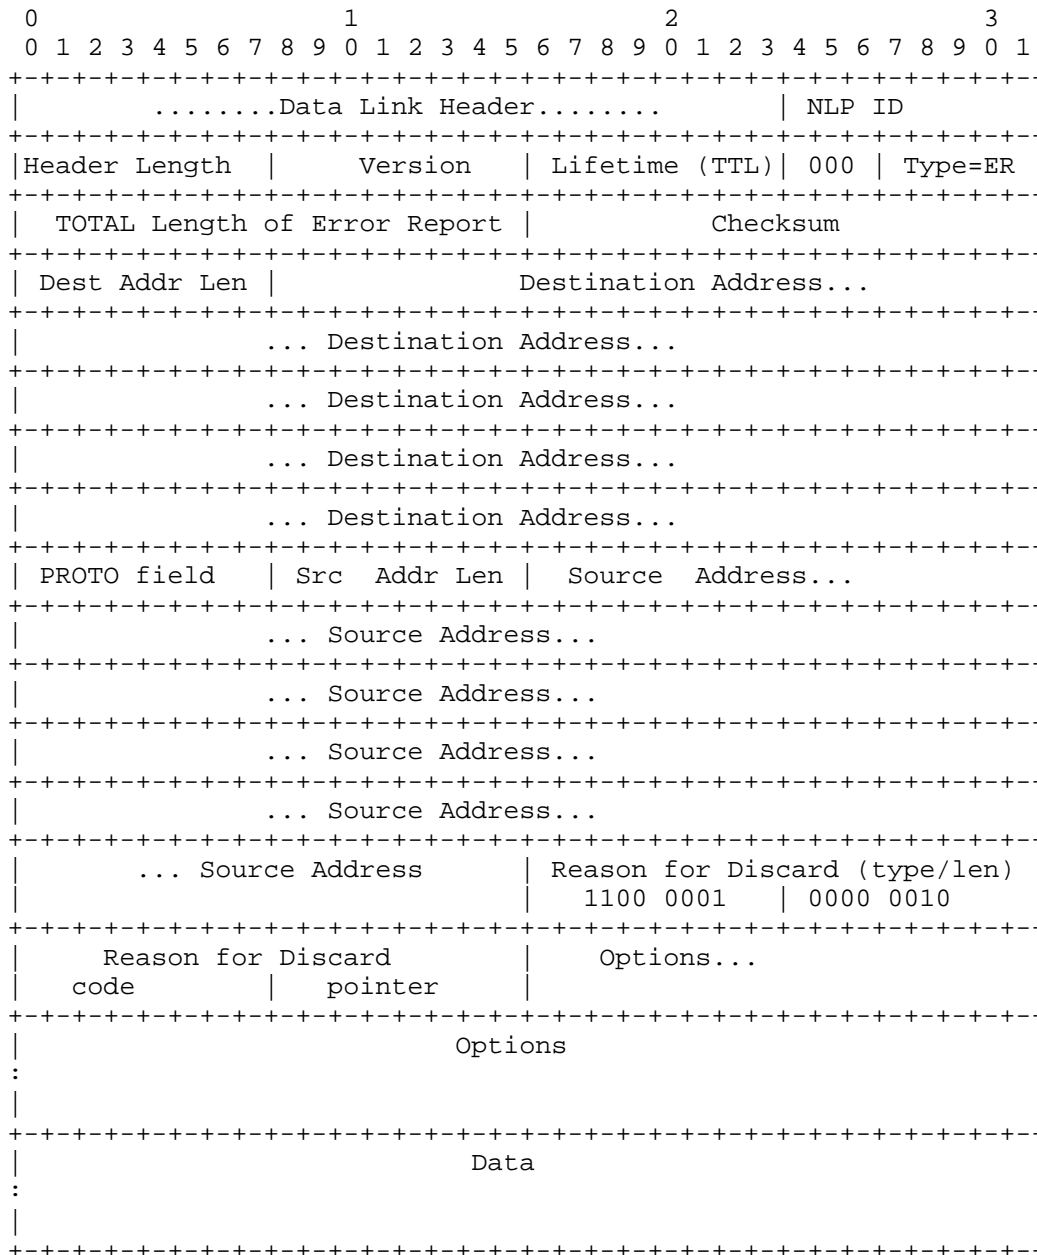 0                   1                   2                   3
 0 1 2 3 4 5 6 7 8 9 0 1 2 3 4 5 6 7 8 9 0 1 2 3 4 5 6 7 8 9 0 1
+-+-+-+-+-+-+-+-+-+-+-+-+-+-+-+-+-+-+-+-+-+-+-+-+-+-+-+-+-+-+-+-
|        ........Data Link Header........       | NLP ID
+-+-+-+-+-+-+-+-+-+-+-+-+-+-+-+-+-+-+-+-+-+-+-+-+-+-+-+-+-+-+-+-
|Header Length  |     Version   | Lifetime (TTL)| 000 | Type=ER
+-+-+-+-+-+-+-+-+-+-+-+-+-+-+-+-+-+-+-+-+-+-+-+-+-+-+-+-+-+-+-+-
|  TOTAL Length of Error Report |           Checksum
+-+-+-+-+-+-+-+-+-+-+-+-+-+-+-+-+-+-+-+-+-+-+-+-+-+-+-+-+-+-+-+-
| Dest Addr Len |               Destination Address...
+-+-+-+-+-+-+-+-+-+-+-+-+-+-+-+-+-+-+-+-+-+-+-+-+-+-+-+-+-+-+-+-
|               ... Destination Address...
+-+-+-+-+-+-+-+-+-+-+-+-+-+-+-+-+-+-+-+-+-+-+-+-+-+-+-+-+-+-+-+-
|               ... Destination Address...
+-+-+-+-+-+-+-+-+-+-+-+-+-+-+-+-+-+-+-+-+-+-+-+-+-+-+-+-+-+-+-+-
|               ... Destination Address...
+-+-+-+-+-+-+-+-+-+-+-+-+-+-+-+-+-+-+-+-+-+-+-+-+-+-+-+-+-+-+-+-
|               ... Destination Address...
+-+-+-+-+-+-+-+-+-+-+-+-+-+-+-+-+-+-+-+-+-+-+-+-+-+-+-+-+-+-+-+-
| PROTO field   | Src  Addr Len |  Source  Address...
+-+-+-+-+-+-+-+-+-+-+-+-+-+-+-+-+-+-+-+-+-+-+-+-+-+-+-+-+-+-+-+-
|               ... Source Address...
+-+-+-+-+-+-+-+-+-+-+-+-+-+-+-+-+-+-+-+-+-+-+-+-+-+-+-+-+-+-+-+-
|               ... Source Address...
+-+-+-+-+-+-+-+-+-+-+-+-+-+-+-+-+-+-+-+-+-+-+-+-+-+-+-+-+-+-+-+-
|               ... Source Address...
+-+-+-+-+-+-+-+-+-+-+-+-+-+-+-+-+-+-+-+-+-+-+-+-+-+-+-+-+-+-+-+-
|               ... Source Address...
+-+-+-+-+-+-+-+-+-+-+-+-+-+-+-+-+-+-+-+-+-+-+-+-+-+-+-+-+-+-+-+-
|       ... Source Address      | Reason for Discard (type/len)
|                               |   1100 0001   | 0000 0010
+-+-+-+-+-+-+-+-+-+-+-+-+-+-+-+-+-+-+-+-+-+-+-+-+-+-+-+-+-+-+-+-
|     Reason for Discard        |    Options...
|   code        |   pointer     |
+-+-+-+-+-+-+-+-+-+-+-+-+-+-+-+-+-+-+-+-+-+-+-+-+-+-+-+-+-+-+-+-
|                           Options
:
|
+-+-+-+-+-+-+-+-+-+-+-+-+-+-+-+-+-+-+-+-+-+-+-+-+-+-+-+-+-+-+-+-
|                            Data
:
|
+-+-+-+-+-+-+-+-+-+-+-+-+-+-+-+-+-+-+-+-+-+-+-+-+-+-+-+-+-+-+-+-